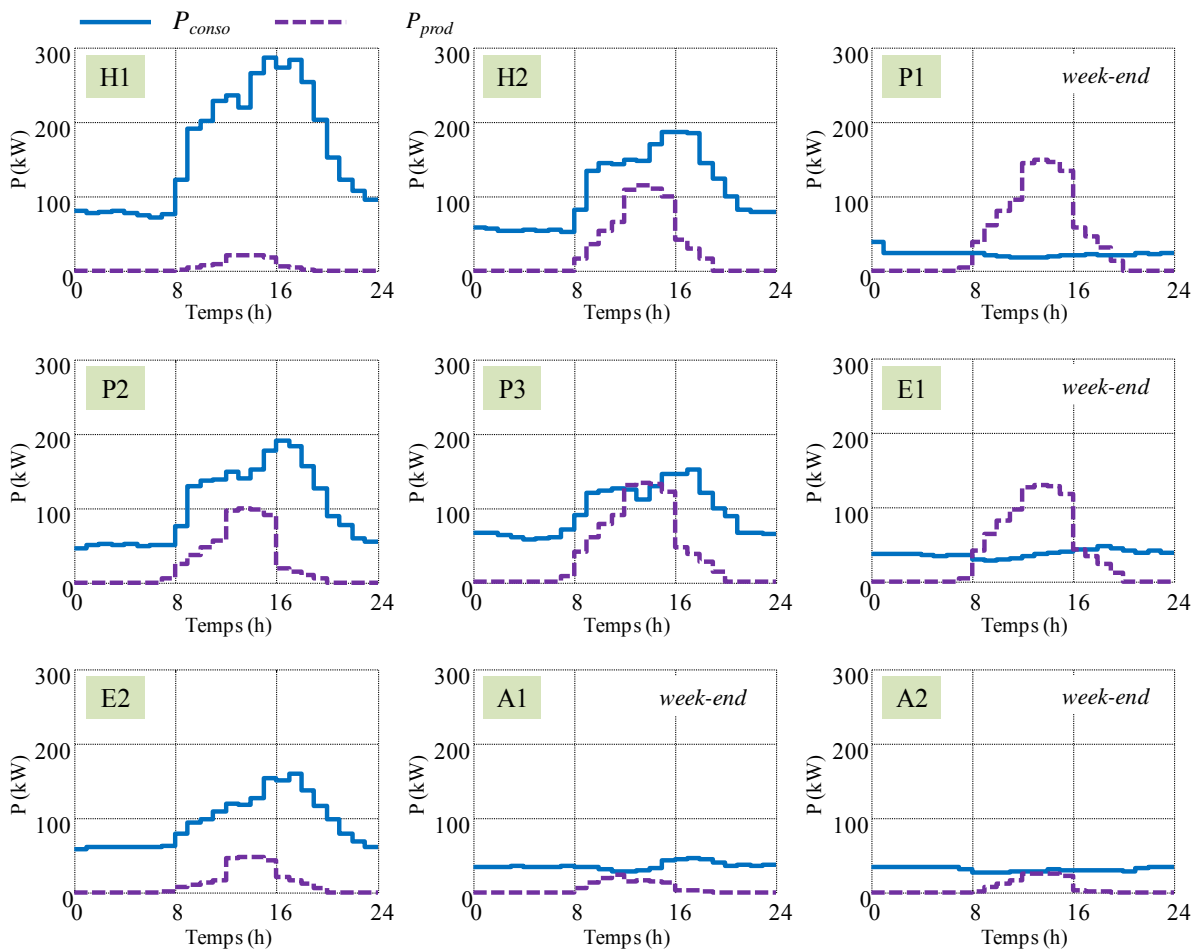 P_conso P_prod
300 H1
200
P (kW)
100
0
0 8 16 24
Temps (h)
300 H2
200
P (kW)
100
0
0 8 16 24
Temps (h)
300 P1 week-end
200
P (kW)
100
0
0 8 16 24
Temps (h)
300 P2
200
P (kW)
100
0
0 8 16 24
Temps (h)
300 P3
200
P (kW)
100
0
0 8 16 24
Temps (h)
300 E1 week-end
200
P (kW)
100
0
0 8 16 24
Temps (h)
300 E2
200
P (kW)
100
0
0 8 16 24
Temps (h)
300 A1 week-end
200
P (kW)
100
0
0 8 16 24
Temps (h)
300 A2 week-end
200
P (kW)
100
0
0 8 16 24
Temps (h)